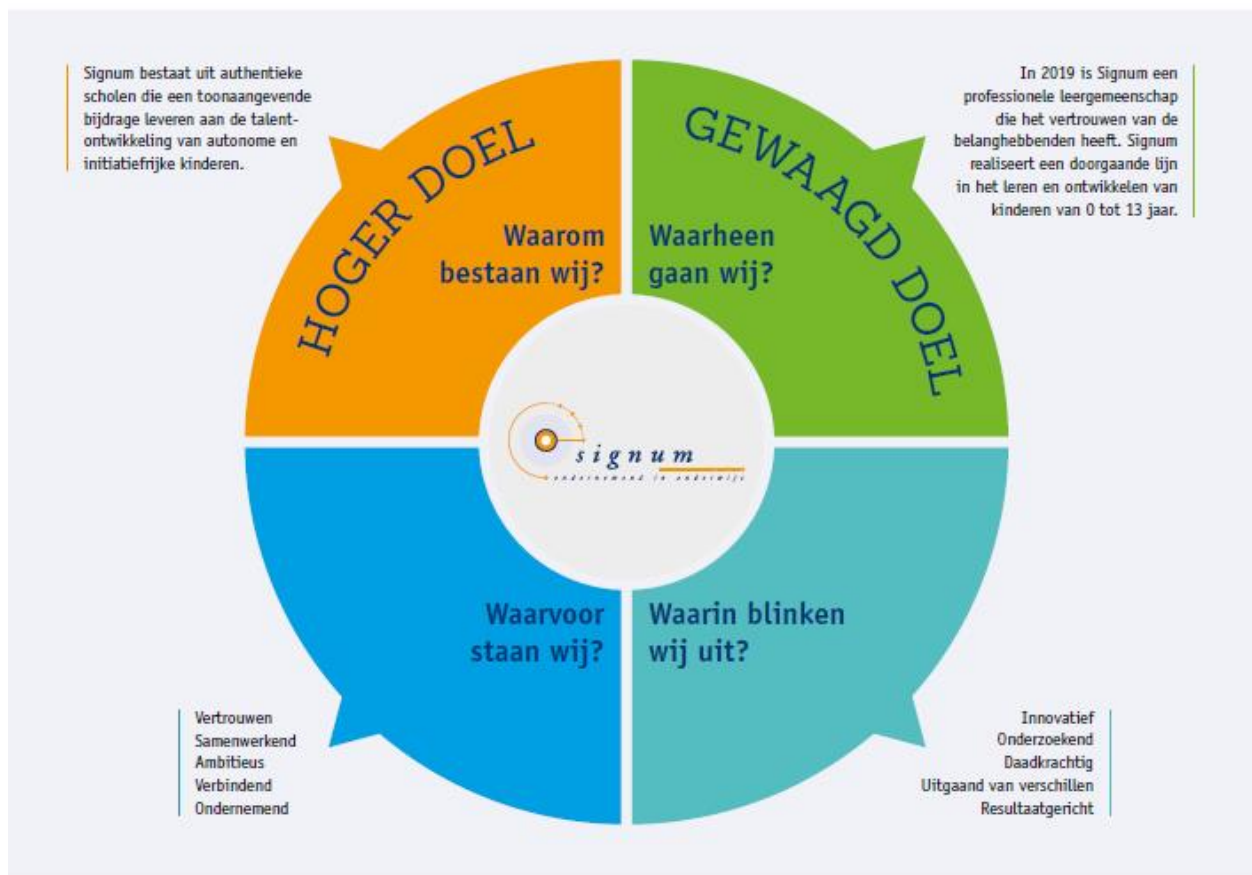 Signum bestaat uit authentieke
scholen die een toonaangevende
bijdrage leveren aan de talent-
ontwikkeling van autonome en
initiatiefrijke kinderen.
In 2019 is Signum een
professionele leergemeenschap
die het vertrouwen van de
belanghebbenden heeft. Signum
realiseert een doorgaande lijn
in het leren en ontwikkelen van
kinderen van 0 tot 13 jaar.
HOGER DOEL
GEWAAGD DOEL
Waarom
bestaan wij?
Waarheen
gaan wij?
signum
ondernemend in onderwijs
Waarvoor
staan wij?
Waarin blinken
wij uit?
Vertrouwen
Samenwerkend
Ambitieus
Verbindend
Ondernemend
Innovatief
Onderzoekend
Daadkrachtig
Uitgaand van verschillen
Resultaatgericht